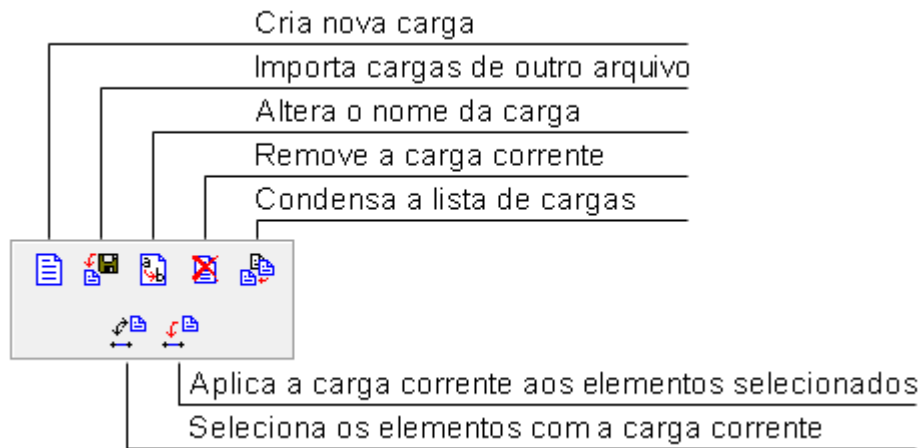 Cria nova carga
Importa cargas de outro arquivo
Altera o nome da carga
Remove a carga corrente
Condensa a lista de cargas
a
b
Aplica a carga corrente aos elementos selecionados
Seleciona os elementos com a carga corrente